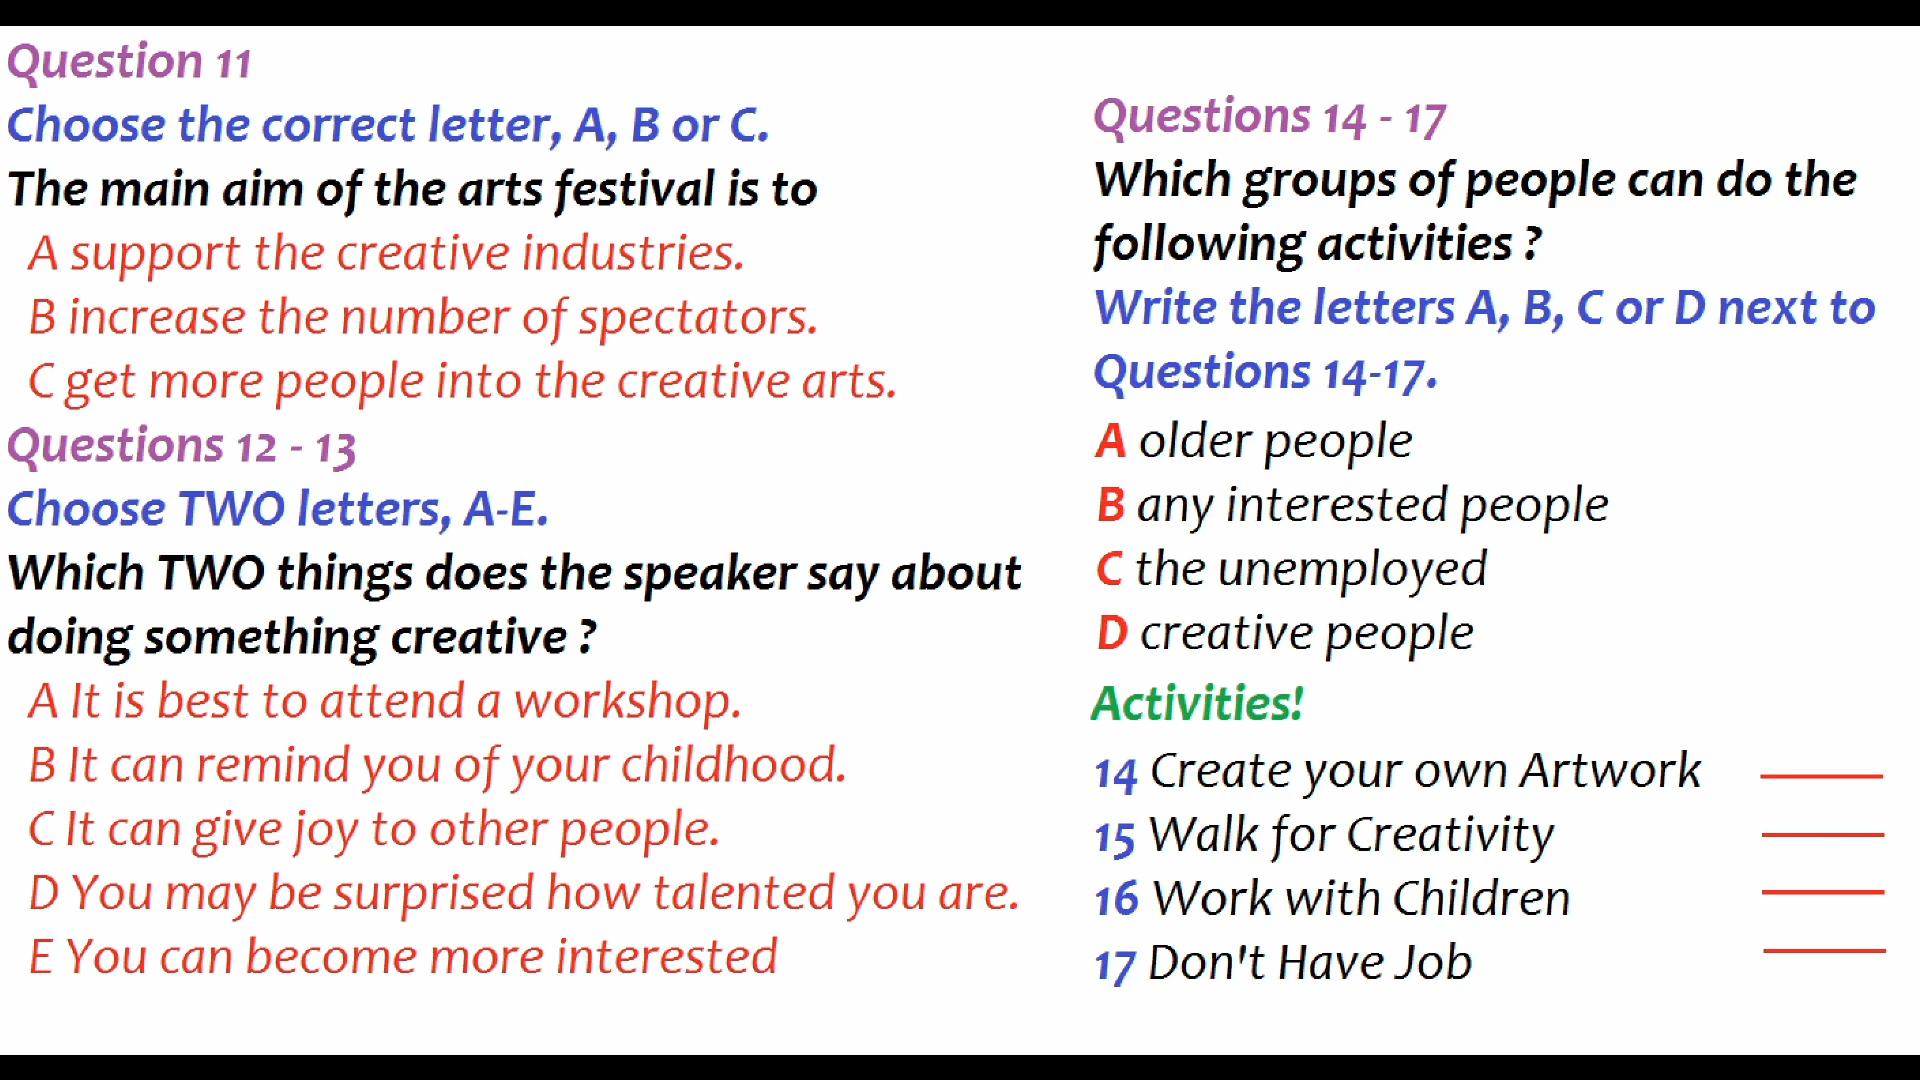 Question 11
Choose the correct letter, A, B or C.
The main aim of the arts festival is to
A support the creative industries.
B increase the number of spectators.
C get more people into the creative arts.
Questions 12 - 13
Choose TWO letters, A-E.
Which TWO things does the speaker say about
doing something creative ?
A It is best to attend a workshop.
B It can remind you of your childhood.
C It can give joy to other people.
D You may be surprised how talented you are.
E You can become more interested
Questions 14 - 17
Which groups of people can do the
following activities ?
Write the letters A, B, C or D next to
Questions 14-17.
A older people
B any interested people
C the unemployed
D creative people
Activities!
14 Create your own Artwork
15 Walk for Creativity
16 Work with Children
17 Don't Have Job